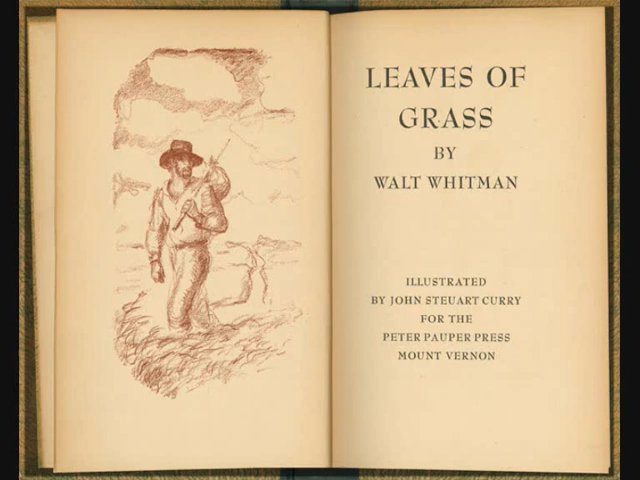 LEAVES OF
GRASS
BY
WALT WHITMAN
ILLUSTRATED
BY JOHN STEUART CURRY
FOR THE
PETER PAUPER PRESS
MOUNT VERNON